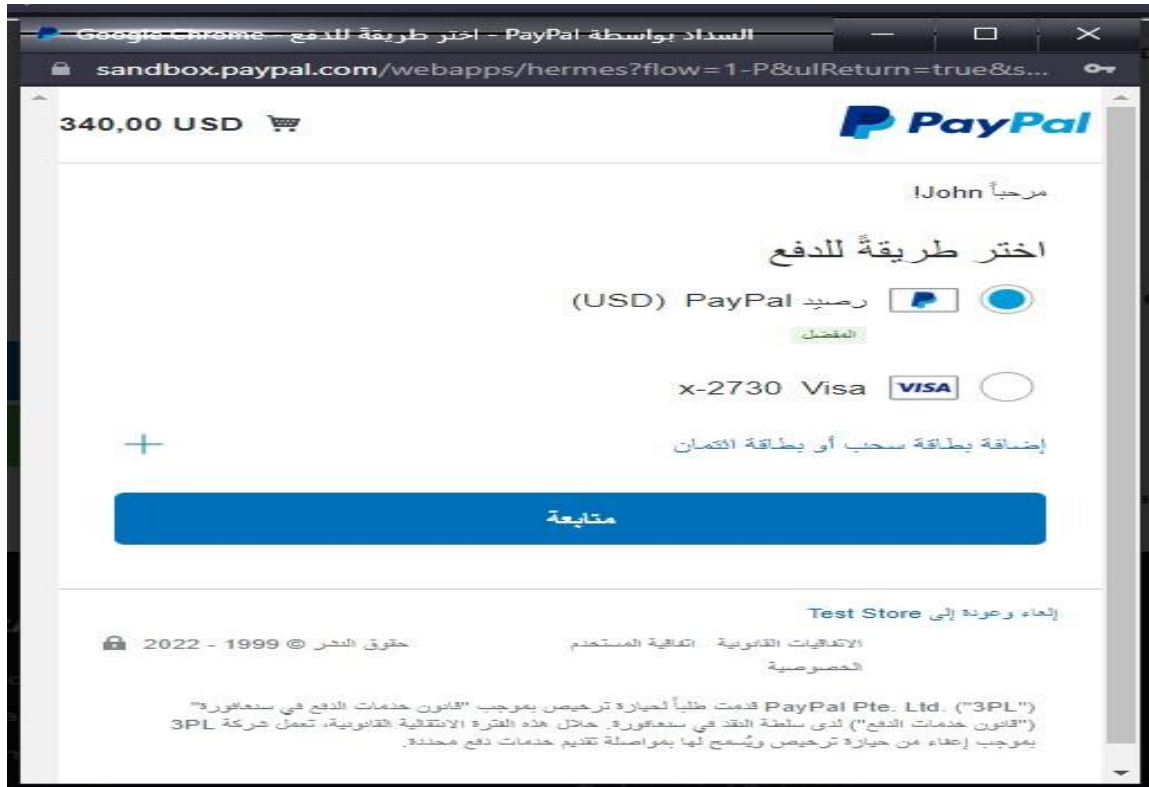 السداد بواسطة PayPal - اختر طريقةً للدفع - Google Chrome
sandbox.paypal.com/webapps/hermes?flow=1-P&ulReturn=true&s...
340,00 USD
PayPal
مرحباً John!
اختر طريقةً للدفع
رصيد PayPal (USD)
المفضل
VISA
x-2730 Visa
إضافة بطاقة سحب أو بطاقة ائتمان
متابعة
إلغاء وعودة إلى Test Store
الاتفاقيات القانونية اتفاقية المستخدم
حقوق النشر © 1999 - 2022
الخصوصية
PayPal Pte. Ltd. ("3PL") قدمت طلباً لحيازة ترخيص بموجب "قانون خدمات الدفع في سنغافورة"
("قانون خدمات الدفع") لدى سلطة النقد في سنغافورة. خلال هذه الفترة الانتقالية القانونية، تعمل شركة 3PL
بموجب إعفاء من حيازة ترخيص ويُسمح لها بمواصلة تقديم خدمات دفع محددة.